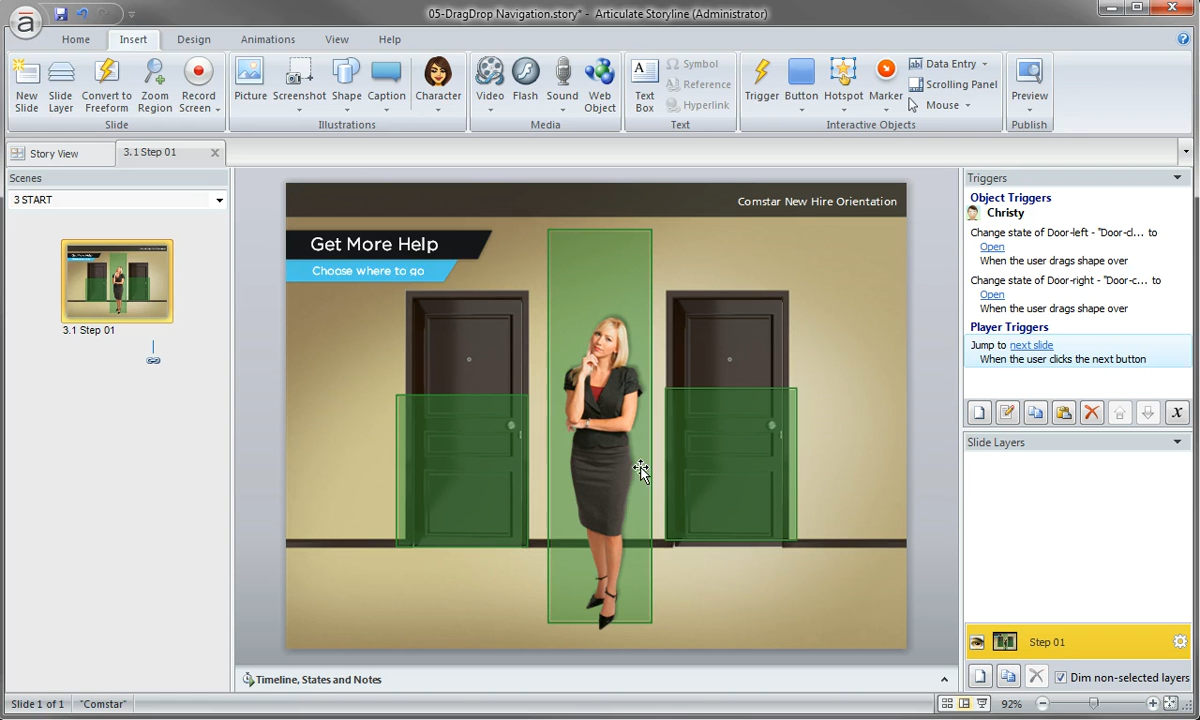 05-DragDrop Navigation.story* - Articulate Storyline (Administrator)
Home Insert Design Animations View Help
New Slide
Slide Layer
Convert to Freeform
Zoom Region
Record Screen
Slide
Picture
Screenshot
Shape
Caption
Character
Illustrations
Video
Flash
Sound
Web Object
Media
Text Box
Symbol
Reference
Hyperlink
Text
Trigger
Button
Hotspot
Marker
Data Entry
Scrolling Panel
Mouse
Interactive Objects
Preview
Publish
Story View
3.1 Step 01
Scenes
3 START
3.1 Step 01
Comstar New Hire Orientation
Get More Help
Choose where to go
Triggers
Object Triggers
Christy
Change state of Door-left - "Door-cl... to
Open
When the user drags shape over
Change state of Door-right - "Door-c... to
Open
When the user drags shape over
Player Triggers
Jump to next slide
When the user clicks the next button
x
Slide Layers
Step 01
Dim non-selected layers
Timeline, States and Notes
Slide 1 of 1
"Comstar"
92%